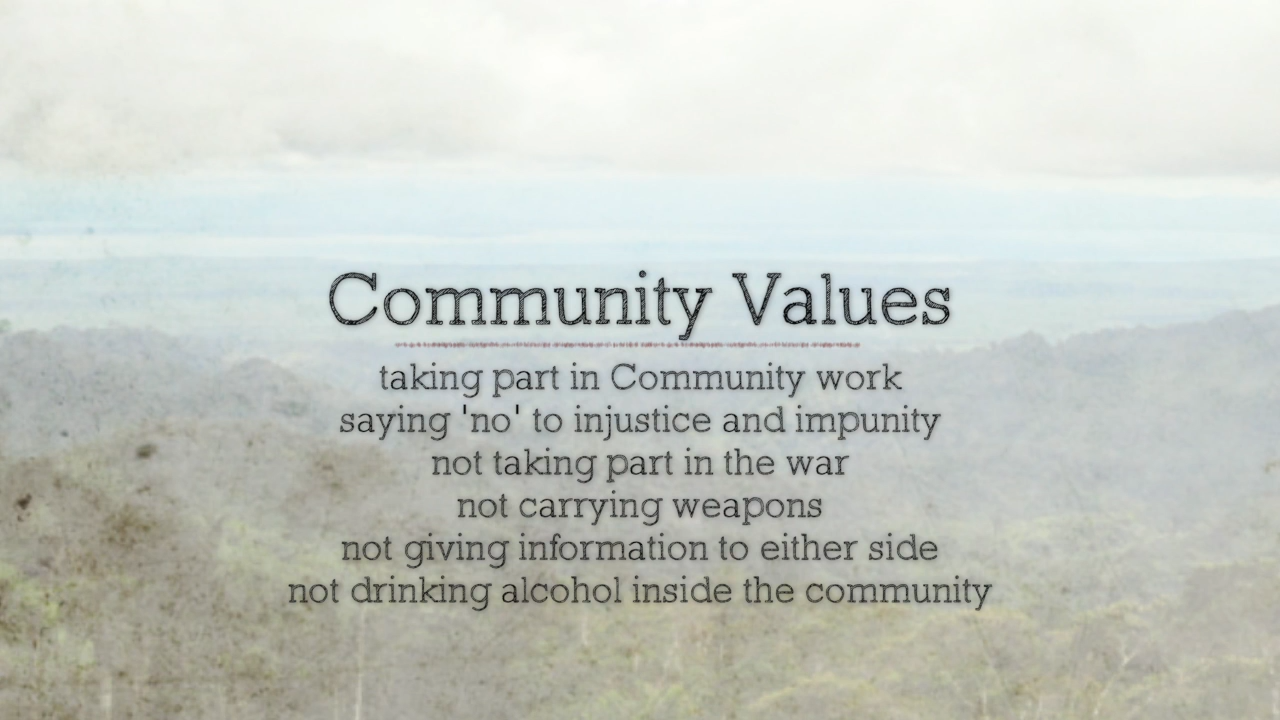 Community Values
taking part in Community work
saying 'no' to injustice and impunity
not taking part in the war
not carrying weapons
not giving information to either side
not drinking alcohol inside the community